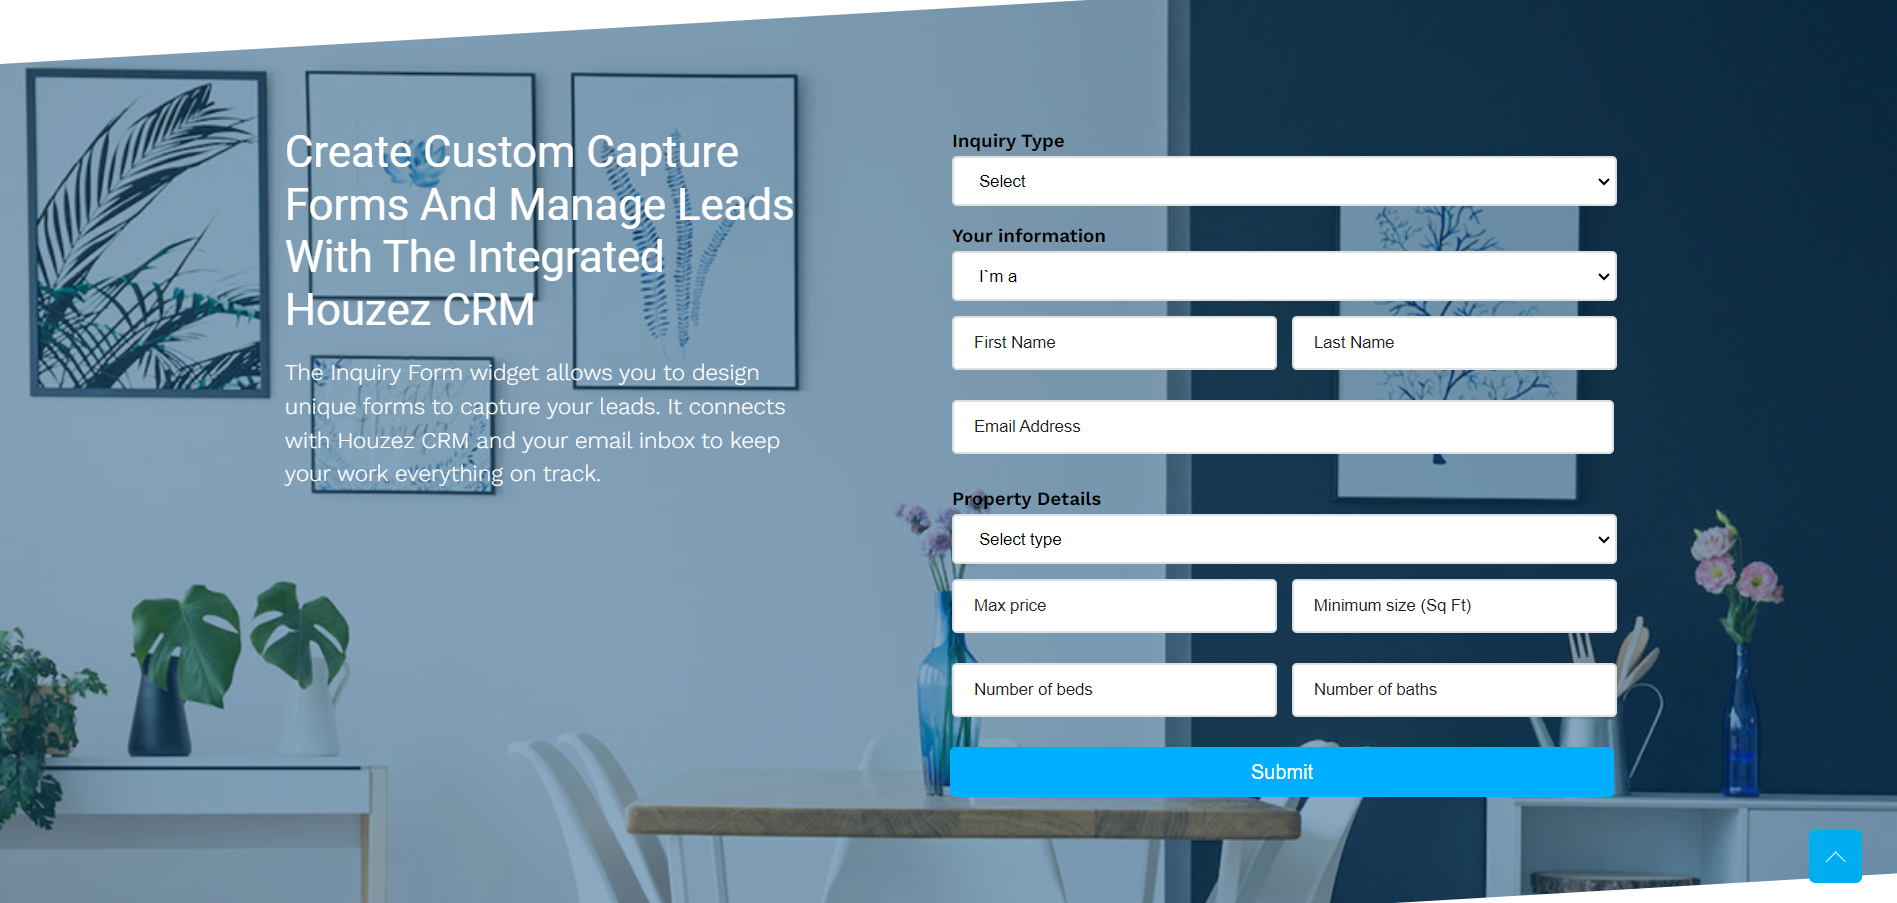 Create Custom Capture
Forms And Manage Leads
With The Integrated
Houzez CRM
The Inquiry Form widget allows you to design
unique forms to capture your leads. It connects
with Houzez CRM and your email inbox to keep
your work everything on track.
Inquiry Type
Select
Your information
I`m a
First Name
Last Name
Email Address
Property Details
Select type
Max price
Minimum size (Sq Ft)
Number of beds
Number of baths
Submit